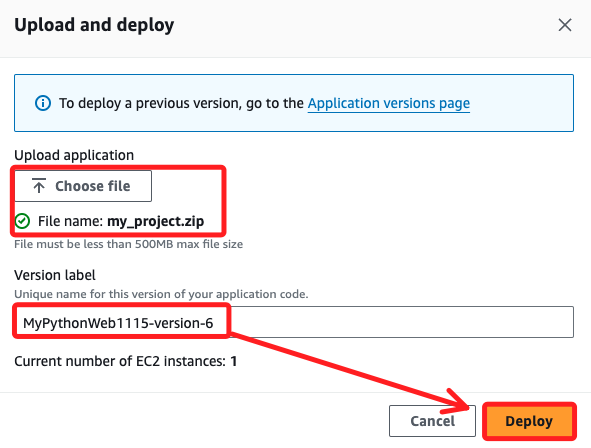 Upload and deploy
To deploy a previous version, go to the Application versions page
Upload application
Choose file
File name: my_project.zip
File must be less than 500MB max file size
Version label
Unique name for this version of your application code.
MyPythonWeb1115-version-6
Current number of EC2 instances: 1
Cancel
Deploy